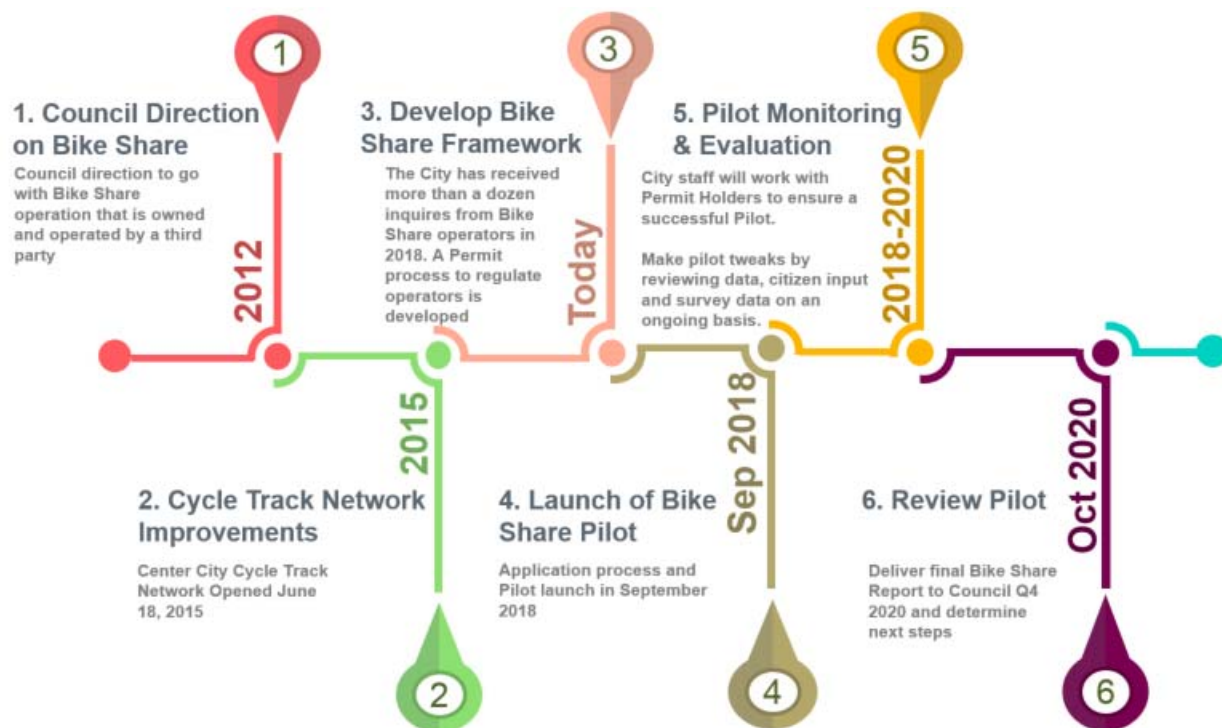 1
1. Council Direction
on Bike Share
Council direction to go
with Bike Share
operation that is owned
and operated by a third
party
2012
2. Cycle Track Network
Improvements
Center City Cycle Track
Network Opened June
18, 2015
2015
2
3
3. Develop Bike
Share Framework
The City has received
more than a dozen
inquires from Bike
Share operators in
2018. A Permit
process to regulate
operators is
developed
Today
4. Launch of Bike
Share Pilot
Application process and
Pilot launch in September
2018
Sep 2018
4
5
5. Pilot Monitoring
& Evaluation
City staff will work with
Permit Holders to ensure a
successful Pilot.
Make pilot tweaks by
reviewing data, citizen input
and survey data on an
ongoing basis.
2018-2020
6. Review Pilot
Deliver final Bike Share
Report to Council Q4
2020 and determine
next steps
Oct 2020
6